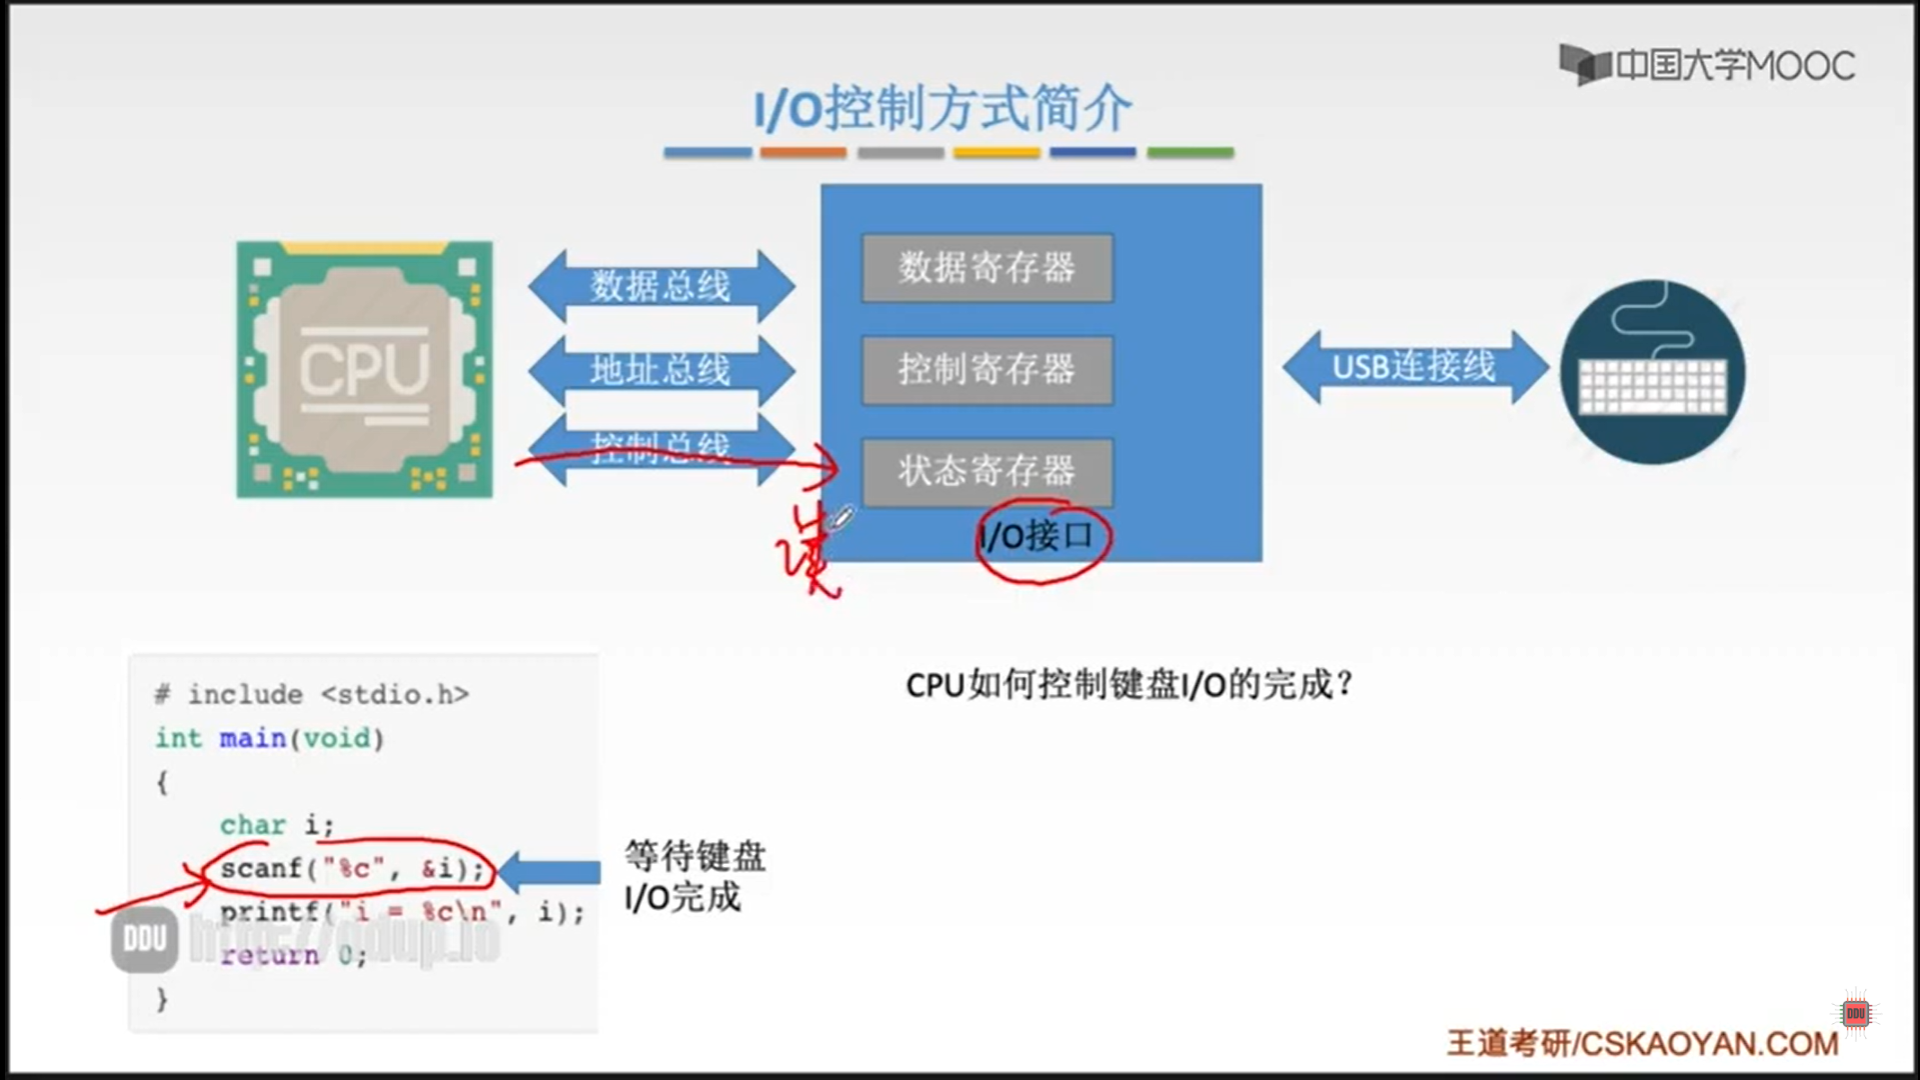 中国大学MOOC
I/O控制方式简介
CPU
数据总线
地址总线
控制总线
数据寄存器
控制寄存器
状态寄存器
I/O接口
USB连接线
读
CPU如何控制键盘I/O的完成?
# include <stdio.h>
int main(void)
{
char i;
scanf("%c", &i);
printf("i = %c\n", i);
return 0;
}
等待键盘
I/O完成
DDU
DDU
王道考研/CSKAOYAN.COM